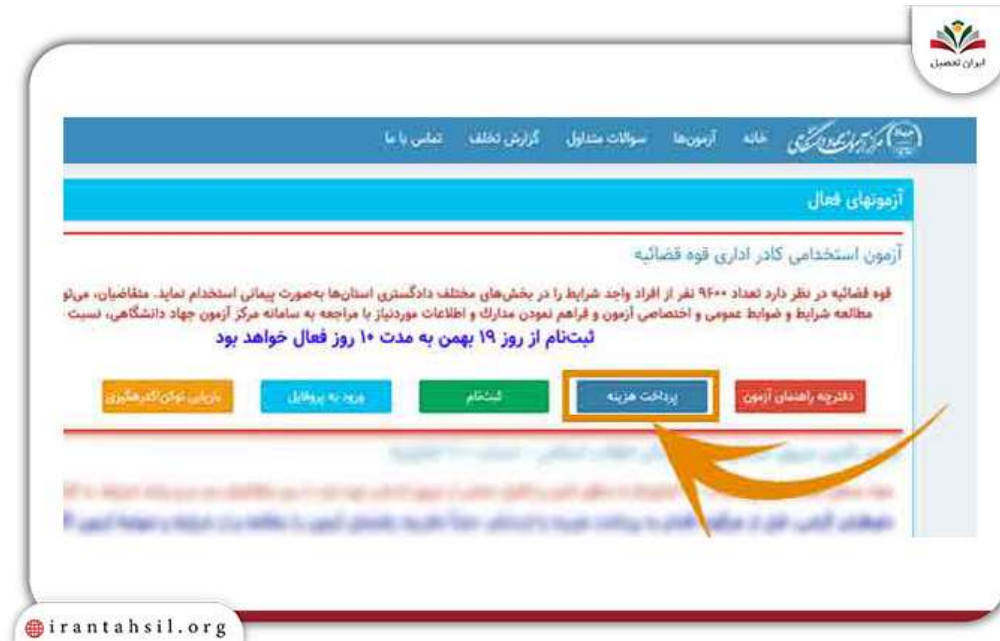 ایران تحصیل
خانه آزمون‌ها سوالات متداول گزارش تخلف تماس با ما
آزمونهای فعال
آزمون استخدامی کادر اداری قوه قضائیه
قوه قضائیه در نظر دارد تعداد ۹۶۰۰ نفر از افراد واجد شرایط را در بخش‌های مختلف دادگستری استان‌ها به‌صورت پیمانی استخدام نماید. متقاضیان، می‌تو
مطالعه شرایط و ضوابط عمومی و اختصاصی آزمون و فراهم نمودن مدارک و اطلاعات موردنیاز با مراجعه به سامانه مرکز آزمون جهاد دانشگاهی، نسبت
ثبت‌نام از روز ۱۹ بهمن به مدت ۱۰ روز فعال خواهد بود
دفترچه راهنمای آزمون پرداخت هزینه ثبت‌نام ورود به پروفایل بازیابی توکن/کدرهگیری
irantahsil.org